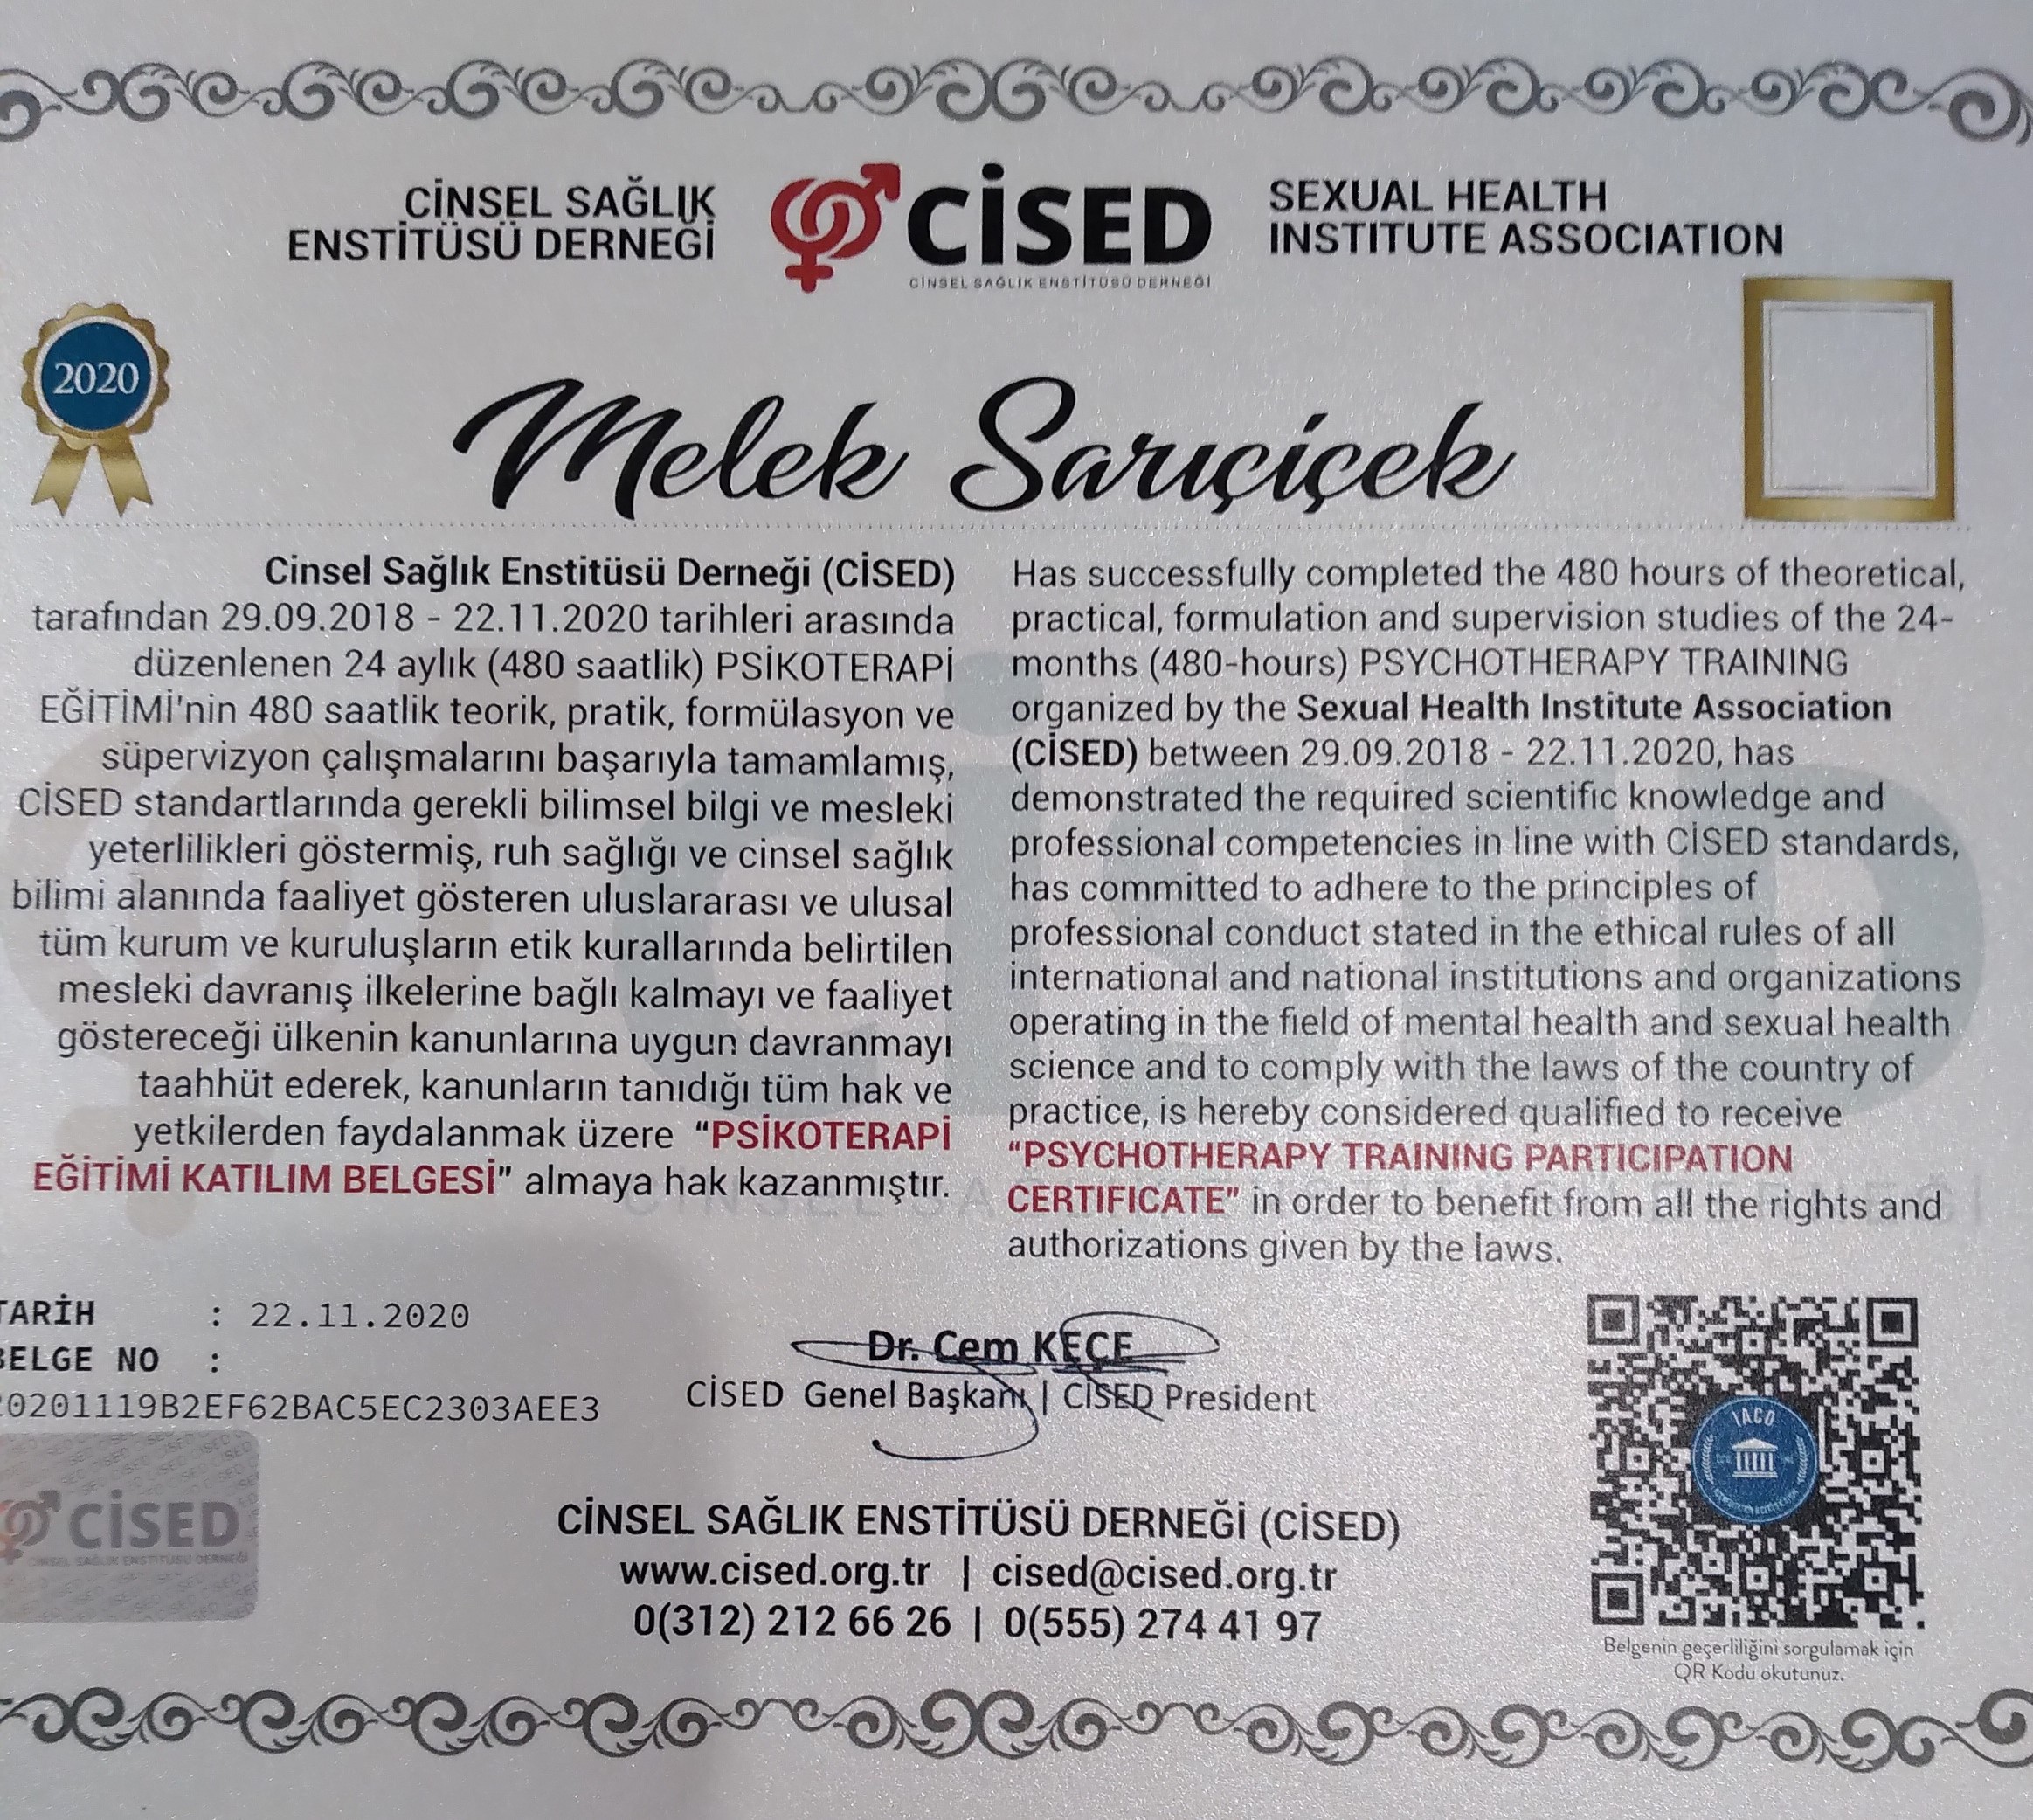 CİNSEL SAĞLIK
ENSTİTÜSÜ DERNEĞİ
CİSED
CİNSEL SAĞLIK ENSTİTÜSÜ DERNEĞİ
SEXUAL HEALTH
INSTITUTE ASSOCIATION
2020
Melek Sarıçiçek
Cinsel Sağlık Enstitüsü Derneği (CİSED)
tarafından 29.09.2018 - 22.11.2020 tarihleri arasında
düzenlenen 24 aylık (480 saatlik) PSİKOTERAPİ
EĞİTİMİ'nin 480 saatlik teorik, pratik, formülasyon ve
süpervizyon çalışmalarını başarıyla tamamlamış,
CİSED standartlarında gerekli bilimsel bilgi ve mesleki
yeterlilikleri göstermiş, ruh sağlığı ve cinsel sağlık
bilimi alanında faaliyet gösteren uluslararası ve ulusal
tüm kurum ve kuruluşların etik kurallarında belirtilen
mesleki davranış ilkelerine bağlı kalmayı ve faaliyet
göstereceği ülkenin kanunlarına uygun davranmayı
taahhüt ederek, kanunların tanıdığı tüm hak ve
yetkilerden faydalanmak üzere “PSİKOTERAPİ
EĞİTİMİ KATILIM BELGESİ” almaya hak kazanmıştır.
Has successfully completed the 480 hours of theoretical,
practical, formulation and supervision studies of the 24-
months (480-hours) PSYCHOTHERAPY TRAINING
organized by the Sexual Health Institute Association
(CİSED) between 29.09.2018 - 22.11.2020, has
demonstrated the required scientific knowledge and
professional competencies in line with CİSED standards,
has committed to adhere to the principles of
professional conduct stated in the ethical rules of all
international and national institutions and organizations
operating in the field of mental health and sexual health
science and to comply with the laws of the country of
practice, is hereby considered qualified to receive
“PSYCHOTHERAPY TRAINING PARTICIPATION
CERTIFICATE” in order to benefit from all the rights and
authorizations given by the laws.
TARİH : 22.11.2020
BELGE NO :
20201119B2EF62BAC5EC2303AEE3
Dr. Cem KEÇE
CİSED Genel Başkanı | CİSED President
CİSED
CİNSEL SAĞLIK ENSTİTÜSÜ DERNEĞİ
CİNSEL SAĞLIK ENSTİTÜSÜ DERNEĞİ (CİSED)
www.cised.org.tr | cised@cised.org.tr
0(312) 212 66 26 | 0(555) 274 41 97
IACO
Belgenin geçerliliğini sorgulamak için
QR Kodu okutunuz.